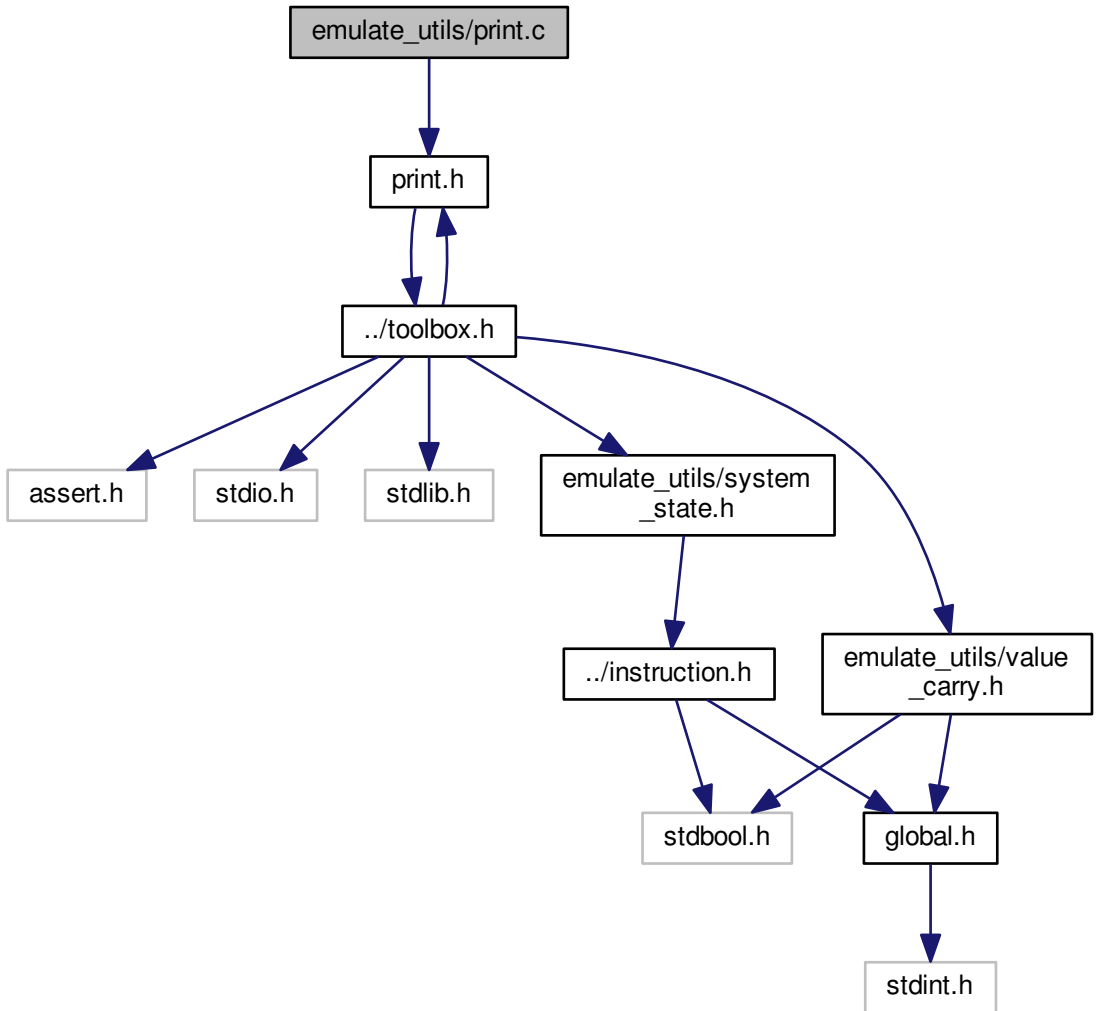 emulate_utils/print.c
print.h
../toolbox.h
assert.h
stdio.h
stdlib.h
emulate_utils/system
_state.h
../instruction.h
emulate_utils/value
_carry.h
stdbool.h
global.h
stdint.h